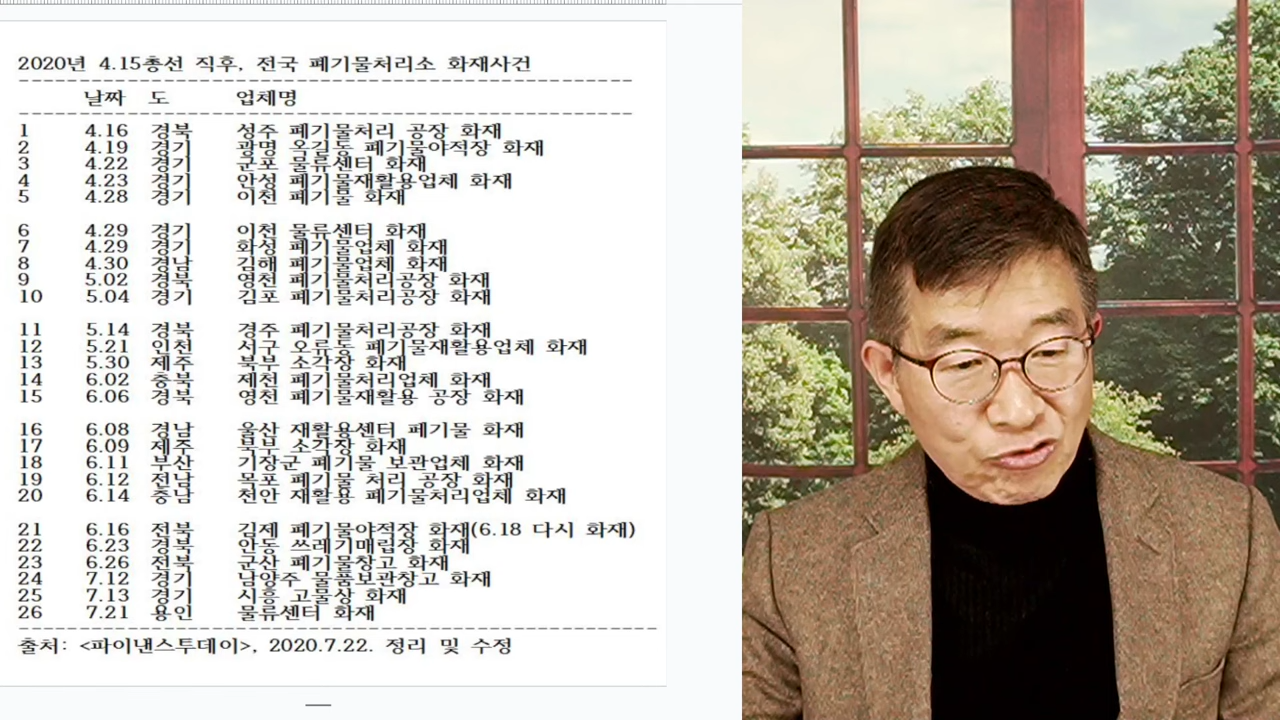 2020년 4.15총선 직후, 전국 폐기물처리소 화재사건
날짜 도 업체명
1 4.16 경북 성주 폐기물처리 공장 화재
2 4.19 경기 광명 옥길동 폐기물야적장 화재
3 4.22 경기 군포 물류센터 화재
4 4.23 경기 안성 폐기물재활용업체 화재
5 4.28 경기 이천 폐기물 화재
6 4.29 경기 이천 물류센터 화재
7 4.29 경기 화성 폐기물업체 화재
8 4.30 경남 김해 폐기물업체 화재
9 5.02 경북 영천 폐기물처리공장 화재
10 5.04 경기 김포 폐기물처리공장 화재
11 5.14 경북 경주 폐기물처리공장 화재
12 5.21 인천 서구 오류동 폐기물재활용업체 화재
13 5.30 제주 북부 소각장 화재
14 6.02 충북 제천 폐기물처리업체 화재
15 6.06 경북 영천 폐기물재활용 공장 화재
16 6.08 경남 울산 재활용센터 폐기물 화재
17 6.09 제주 북부 소각장 화재
18 6.11 부산 기장군 폐기물 보관업체 화재
19 6.12 전남 목포 폐기물 처리 공장 화재
20 6.14 충남 천안 재활용 폐기물처리업체 화재
21 6.16 전북 김제 폐기물야적장 화재(6.18 다시 화재)
22 6.23 경북 안동 쓰레기매립장 화재
23 6.26 전북 군산 폐기물창고 화재
24 7.12 경기 남양주 물품보관창고 화재
25 7.13 경기 시흥 고물상 화재
26 7.21 용인 물류센터 화재
출처: <파이낸스투데이>, 2020.7.22. 정리 및 수정